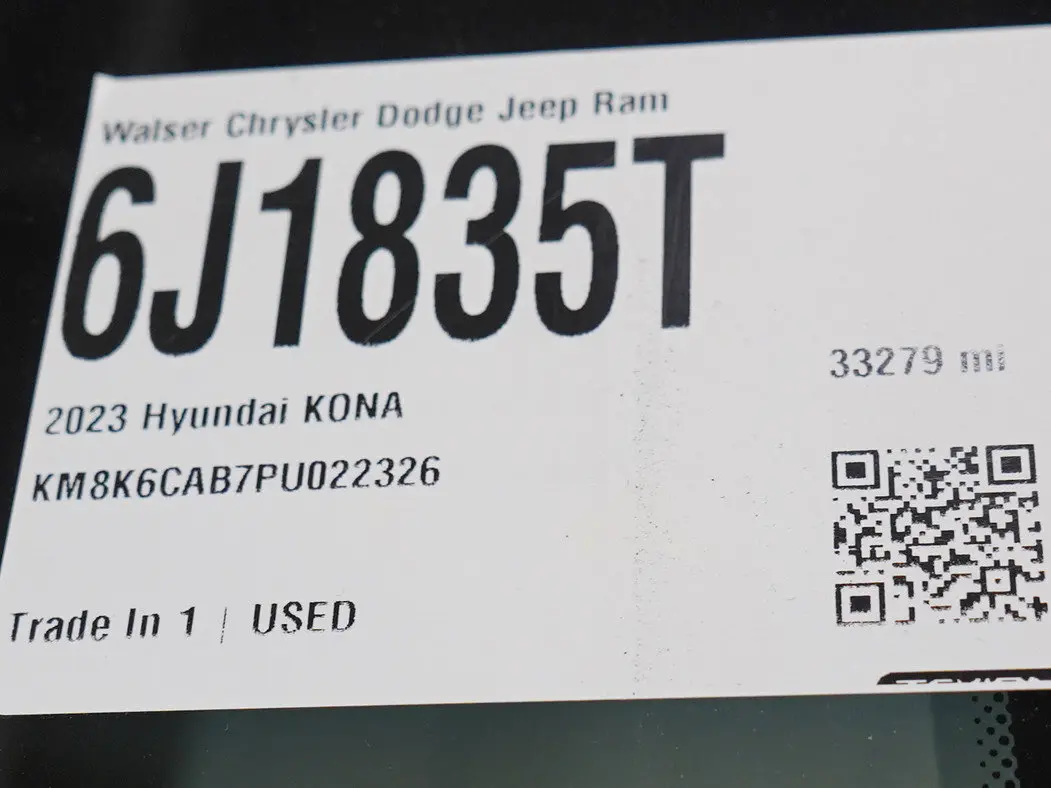 Walser Chrysler Dodge Jeep Ram
6J1835T
33279 mi
2023 Hyundai KONA
KM8K6CAB7PU022326
Trade In 1 | USED